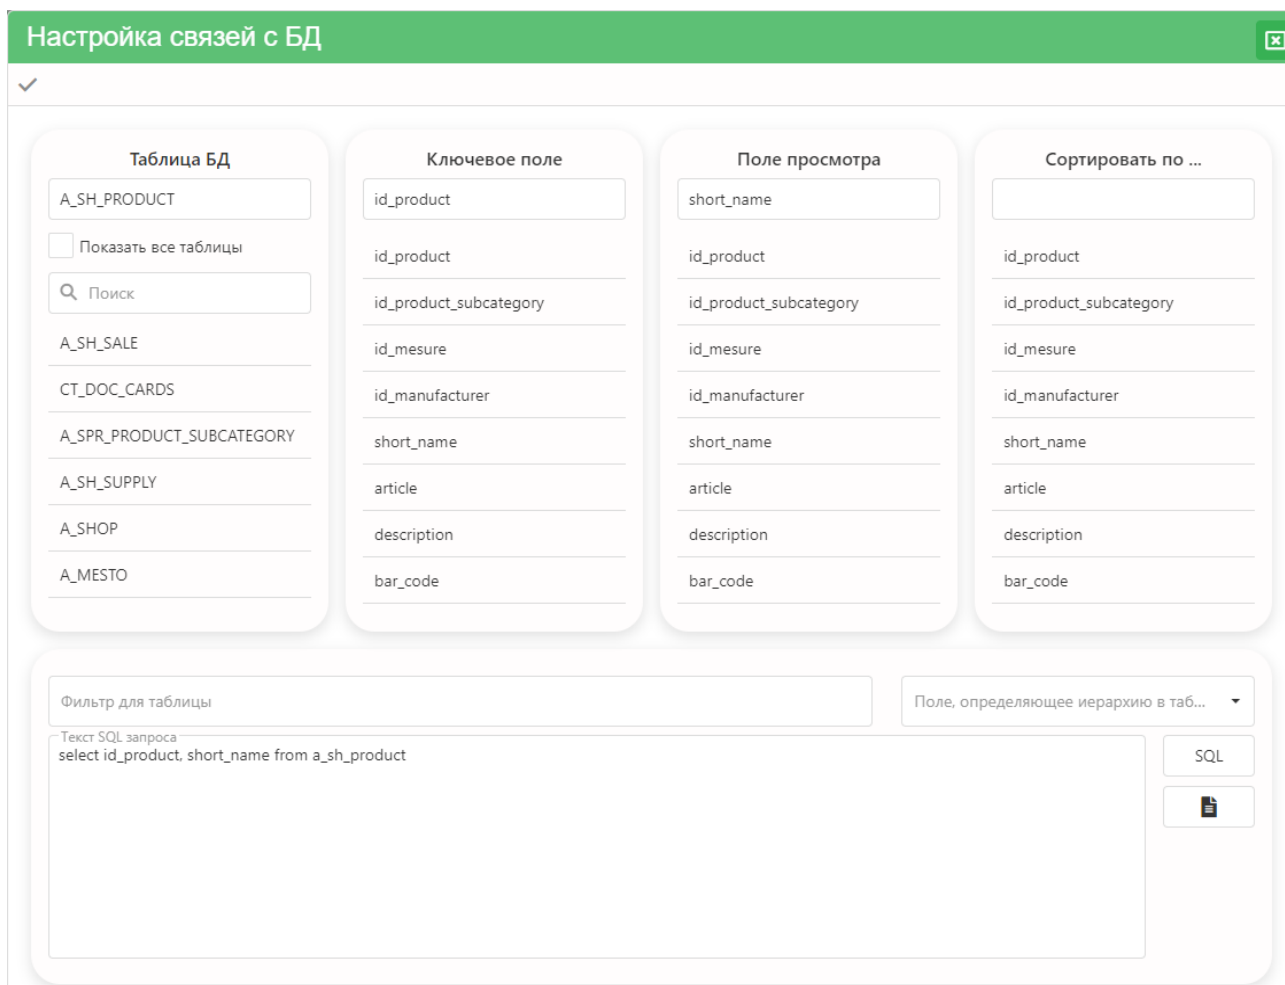 Настройка связей с БД
Таблица БД
A_SH_PRODUCT
Показать все таблицы
Поиск
A_SH_SALE
CT_DOC_CARDS
A_SPR_PRODUCT_SUBCATEGORY
A_SH_SUPPLY
A_SHOP
A_MESTO
Ключевое поле
id_product
id_product
id_product_subcategory
id_mesure
id_manufacturer
short_name
article
description
bar_code
Поле просмотра
short_name
id_product
id_product_subcategory
id_mesure
id_manufacturer
short_name
article
description
bar_code
Сортировать по ...
id_product
id_product_subcategory
id_mesure
id_manufacturer
short_name
article
description
bar_code
Фильтр для таблицы
Поле, определяющее иерархию в таб...
Текст SQL запроса
select id_product, short_name from a_sh_product
SQL